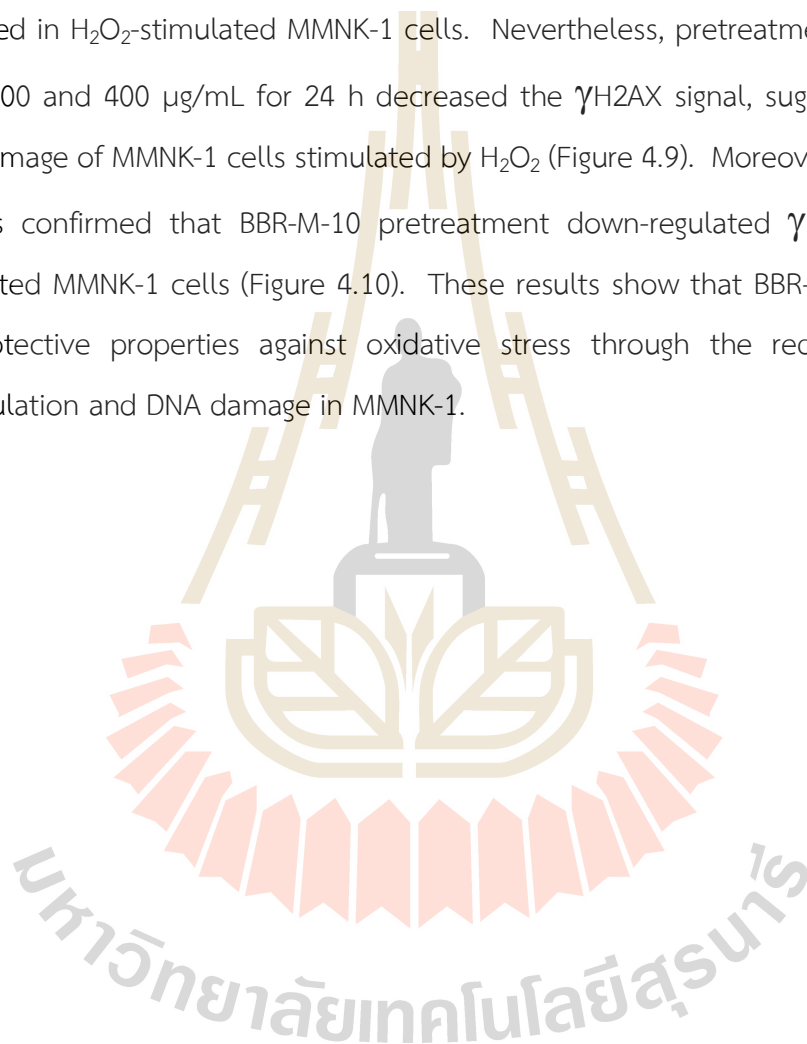 ed in H₂O₂-stimulated MMNK-1 cells. Nevertheless, pretreatme
00 and 400 µg/mL for 24 h decreased the γH2AX signal, sug
mage of MMNK-1 cells stimulated by H₂O₂ (Figure 4.9). Moreov
s confirmed that BBR-M-10 pretreatment down-regulated γ
ted MMNK-1 cells (Figure 4.10). These results show that BBR-
otective properties against oxidative stress through the rec
ulation and DNA damage in MMNK-1.
มหาวิทยาลัยเทคโนโลยีสุรนารี